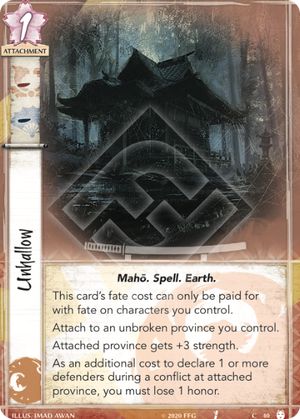 1
ATTACHMENT
Unhallow
Mahō. Spell. Earth.
This card's fate cost can only be paid for
with fate on characters you control.
Attach to an unbroken province you control.
Attached province gets +3 strength.
As an additional cost to declare 1 or more
defenders during a conflict at attached
province, you must lose 1 honor.
ILLUS. IMAD AWAN
© 2020 FFG
C